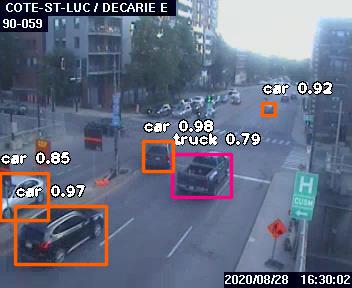 COTE-ST-LUC / DECARIE E
90-059
car 0.92
car 0.98
truck 0.79
car 0.85
car 0.97
H
CUSM
2020/08/28 16:30:02